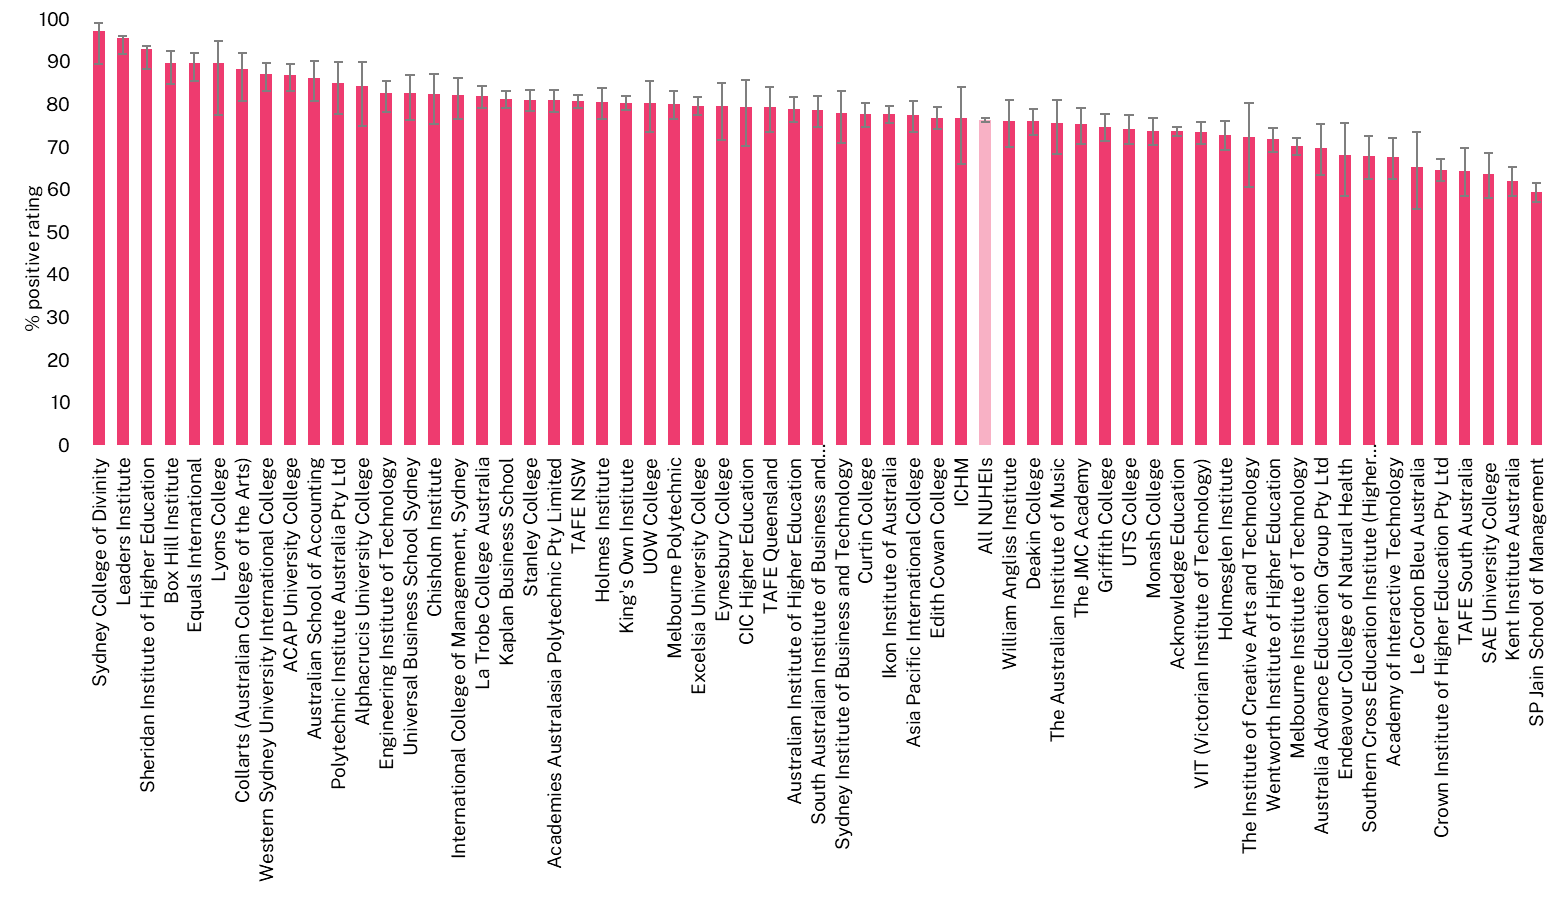 100
90
80
70
60
50
40
30
20
10
0
% positive rating
Sydney College of Divinity
Leaders Institute
Sheridan Institute of Higher Education
Box Hill Institute
Equals International
Lyons College
Collarts (Australian College of the Arts)
Western Sydney University International College
ACAP University College
Australian School of Accounting
Polytechnic Institute Australia Pty Ltd
Alphacrucis University College
Engineering Institute of Technology
Universal Business School Sydney
Chisholm Institute
International College of Management, Sydney
La Trobe College Australia
Kaplan Business School
Stanley College
Academies Australasia Polytechnic Pty Limited
TAFE NSW
Holmes Institute
King's Own Institute
UOW College
Melbourne Polytechnic
Excelsia University College
Eynesbury College
CIC Higher Education
TAFE Queensland
Australian Institute of Higher Education
South Australian Institute of Business and...
Sydney Institute of Business and Technology
Curtin College
Ikon Institute of Australia
Asia Pacific International College
Edith Cowan College
ICHM
All NUHEIs
William Angliss Institute
Deakin College
The Australian Institute of Music
The JMC Academy
Griffith College
UTS College
Monash College
Acknowledge Education
VIT (Victorian Institute of Technology)
Holmesglen Institute
The Institute of Creative Arts and Technology
Wentworth Institute of Higher Education
Melbourne Institute of Technology
Australia Advance Education Group Pty Ltd
Endeavour College of Natural Health
Southern Cross Education Institute (Higher...
Academy of Interactive Technology
Le Cordon Bleu Australia
Crown Institute of Higher Education Pty Ltd
TAFE South Australia
SAE University College
Kent Institute Australia
SP Jain School of Management